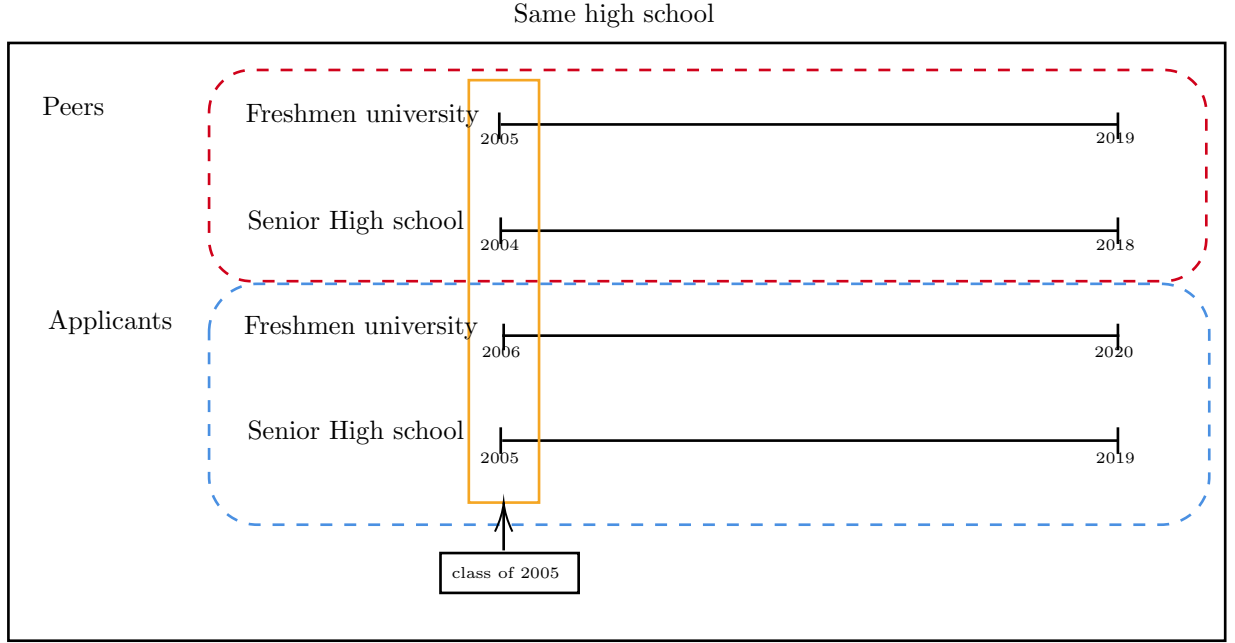 Same high school
Peers
Freshmen university
2005
2019
Senior High school
2004
2018
Applicants
Freshmen university
2006
2020
Senior High school
2005
2019
class of 2005